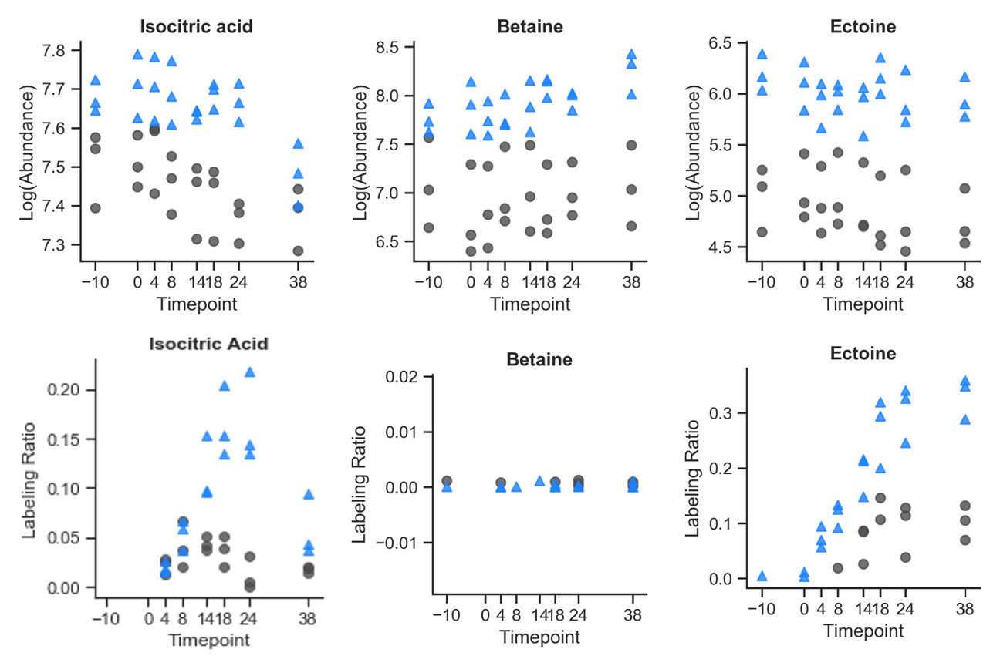 Isocitric acid
Log(Abundance)
7.8
7.7
7.6
7.5
7.4
7.3
−10 0 4 8 14 18 24 38
Timepoint
Betaine
Log(Abundance)
8.5
8.0
7.5
7.0
6.5
−10 0 4 8 14 18 24 38
Timepoint
Ectoine
Log(Abundance)
6.5
6.0
5.5
5.0
4.5
−10 0 4 8 14 18 24 38
Timepoint
Isocitric Acid
Labeling Ratio
0.20
0.15
0.10
0.05
0.00
−10 0 4 8 14 18 24 38
Timepoint
Betaine
Labeling Ratio
0.02
0.01
0.00
−0.01
−10 0 4 8 14 18 24 38
Timepoint
Ectoine
Labeling Ratio
0.3
0.2
0.1
0.0
−10 0 4 8 14 18 24 38
Timepoint